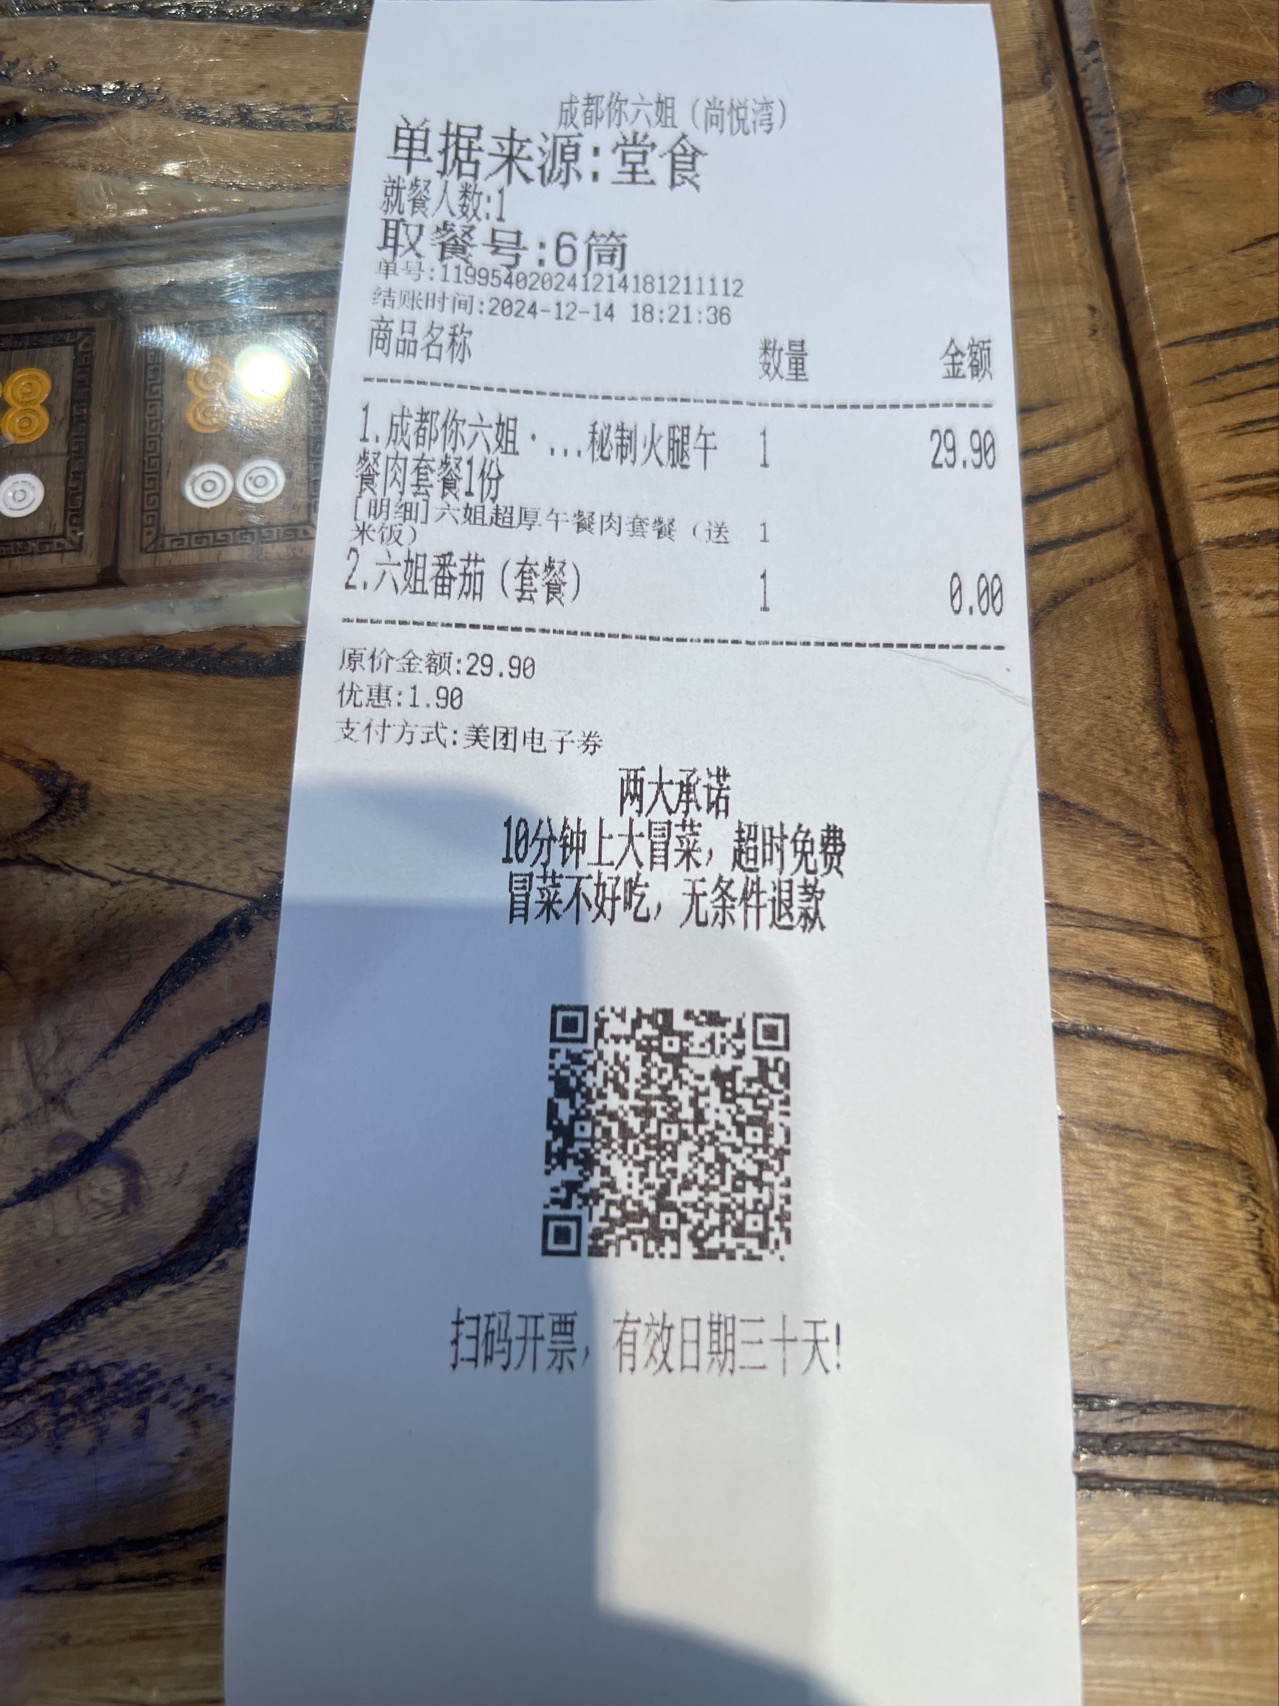 成都你六姐（尚悦湾）
单据来源:堂食
就餐人数:1
取餐号:6筒
单号:119954020241214181211112
结账时间:2024-12-14 18:21:36
商品名称 数量 金额
1.成都你六姐·...秘制火腿午 1 29.90
餐肉套餐1份
[明细]六姐超厚午餐肉套餐（送 1
米饭）
2.六姐番茄（套餐） 1 0.00
原价金额:29.90
优惠:1.90
支付方式:美团电子券
两大承诺
10分钟上大冒菜，超时免费
冒菜不好吃，无条件退款
扫码开票，有效日期三十天!